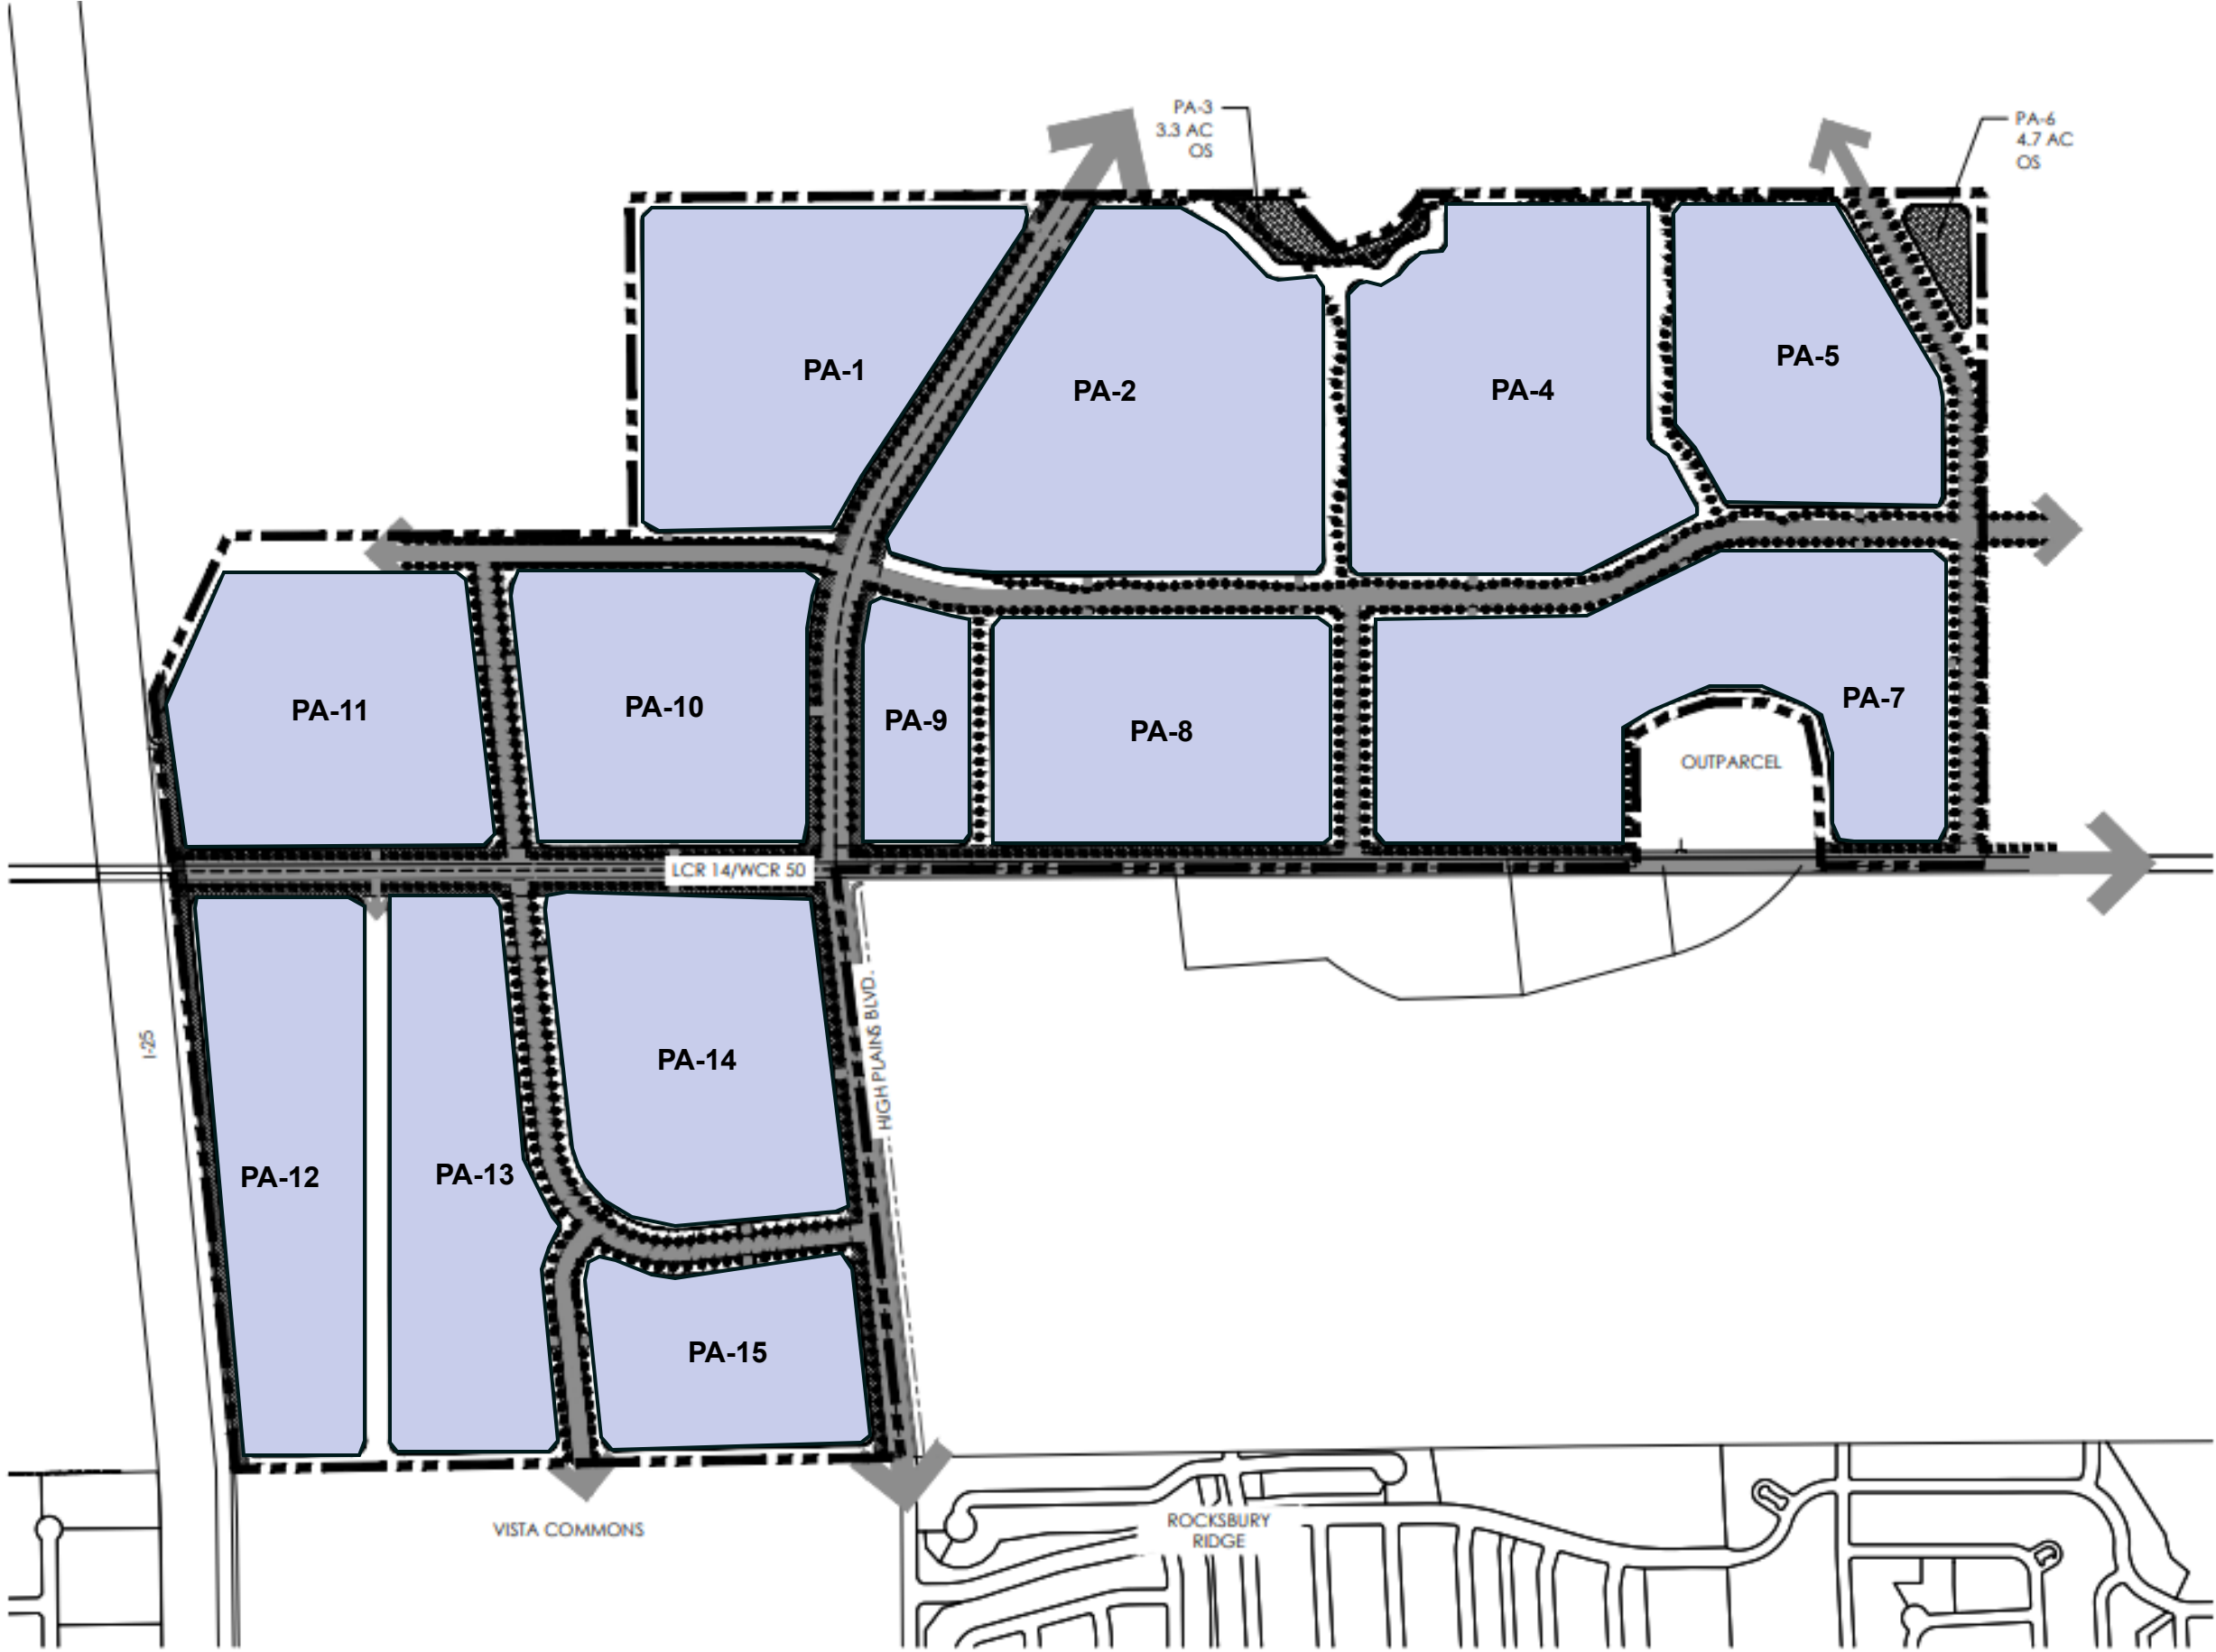 PA-3
3.3 AC
OS
PA-6
4.7 AC
OS
PA-1
PA-2
PA-4
PA-5
PA-11
PA-10
PA-9
PA-8
PA-7
OUTPARCEL
LCR 14/WCR 50
HIGH PLAINS BLVD.
I-25
PA-14
PA-12
PA-13
PA-15
VISTA COMMONS
ROCKSBURY
RIDGE